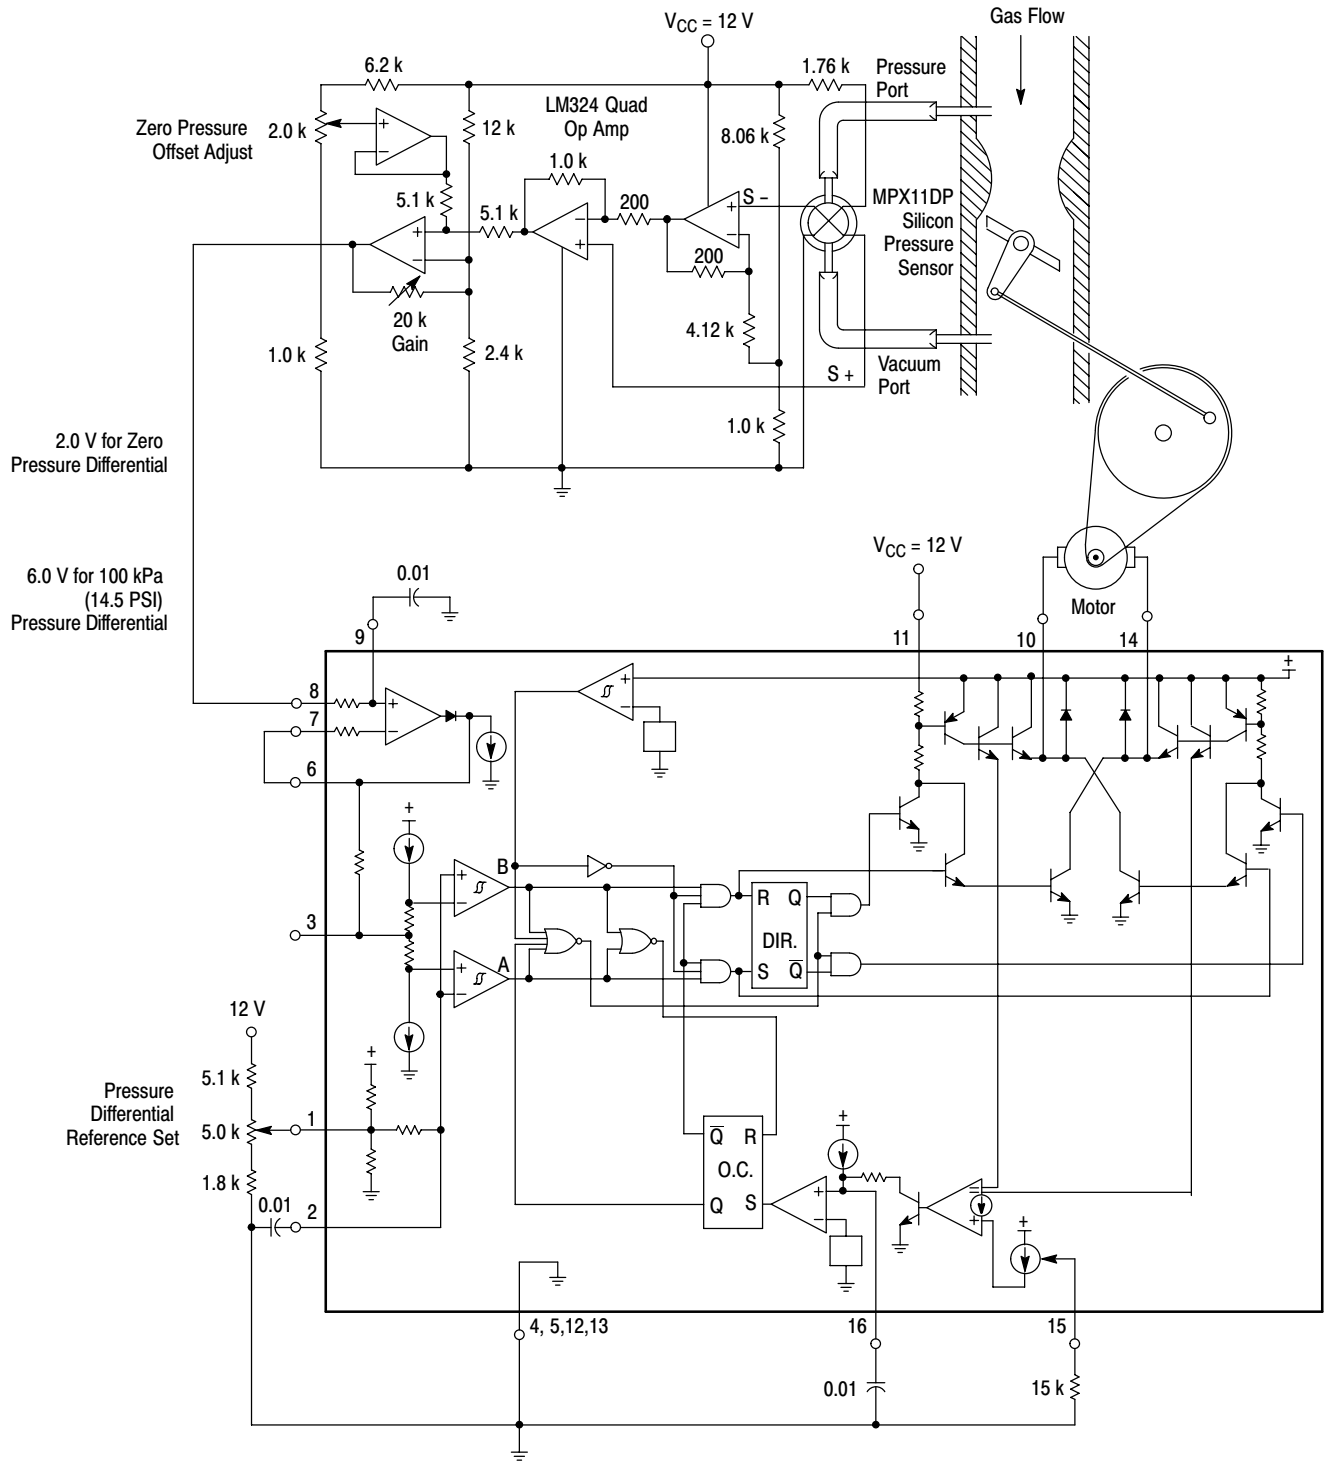 V_CC = 12 V
Gas Flow
6.2 k
1.76 k
Pressure
Port
LM324 Quad
Op Amp
Zero Pressure
Offset Adjust
2.0 k
+
−
12 k
8.06 k
1.0 k
5.1 k
5.1 k
200
S −
+
−
MPX11DP
Silicon
Pressure
Sensor
+
−
−
+
200
20 k
Gain
4.12 k
1.0 k
2.4 k
Vacuum
Port
S +
1.0 k
2.0 V for Zero
Pressure Differential
V_CC = 12 V
6.0 V for 100 kPa
(14.5 PSI)
Pressure Differential
0.01
Motor
9
11
10
14
+
8
7
6
+
−
+
−
+
B
+
−
3
A
+
−
R
Q
DIR.
S
Q̅
12 V
5.1 k
Pressure
Differential
Reference Set
5.0 k
1
+
1.8 k
0.01
2
Q̅
R
O.C.
Q
S
+
+
−
=
+
+
4, 5,12,13
16
15
0.01
15 k